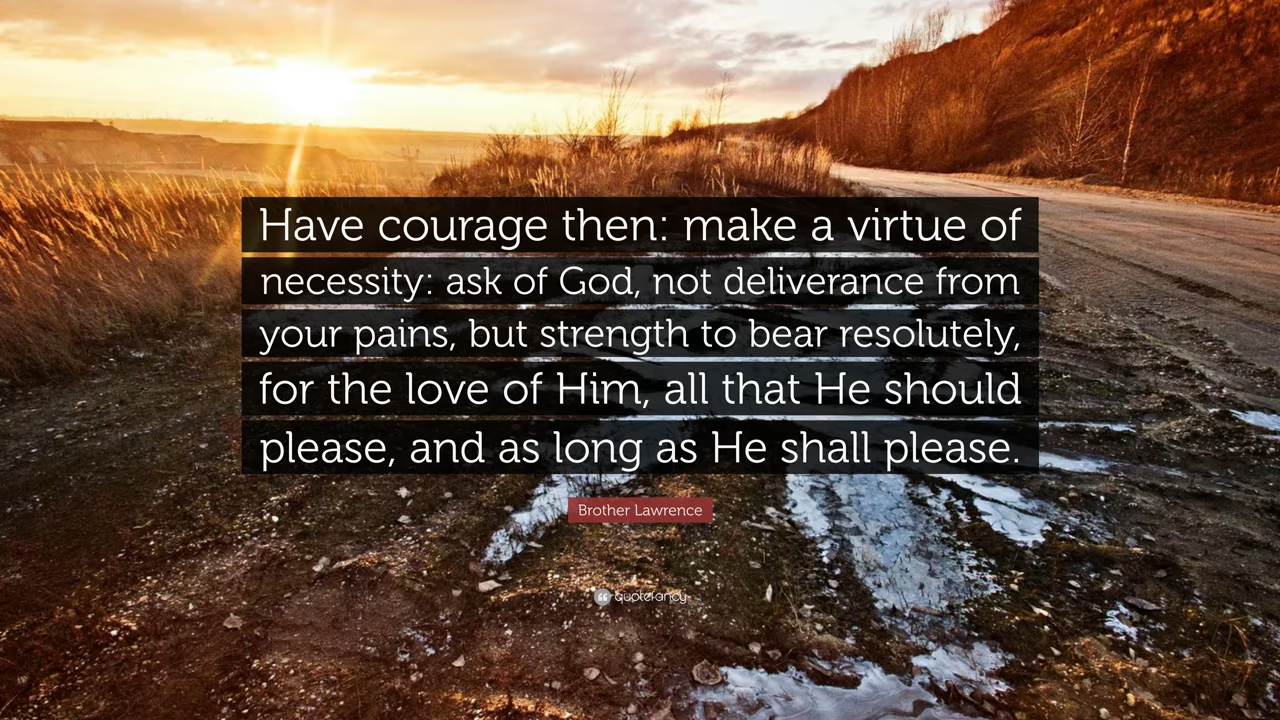 Have courage then: make a virtue of
necessity: ask of God, not deliverance from
your pains, but strength to bear resolutely,
for the love of Him, all that He should
please, and as long as He shall please.
Brother Lawrence
quotefancy